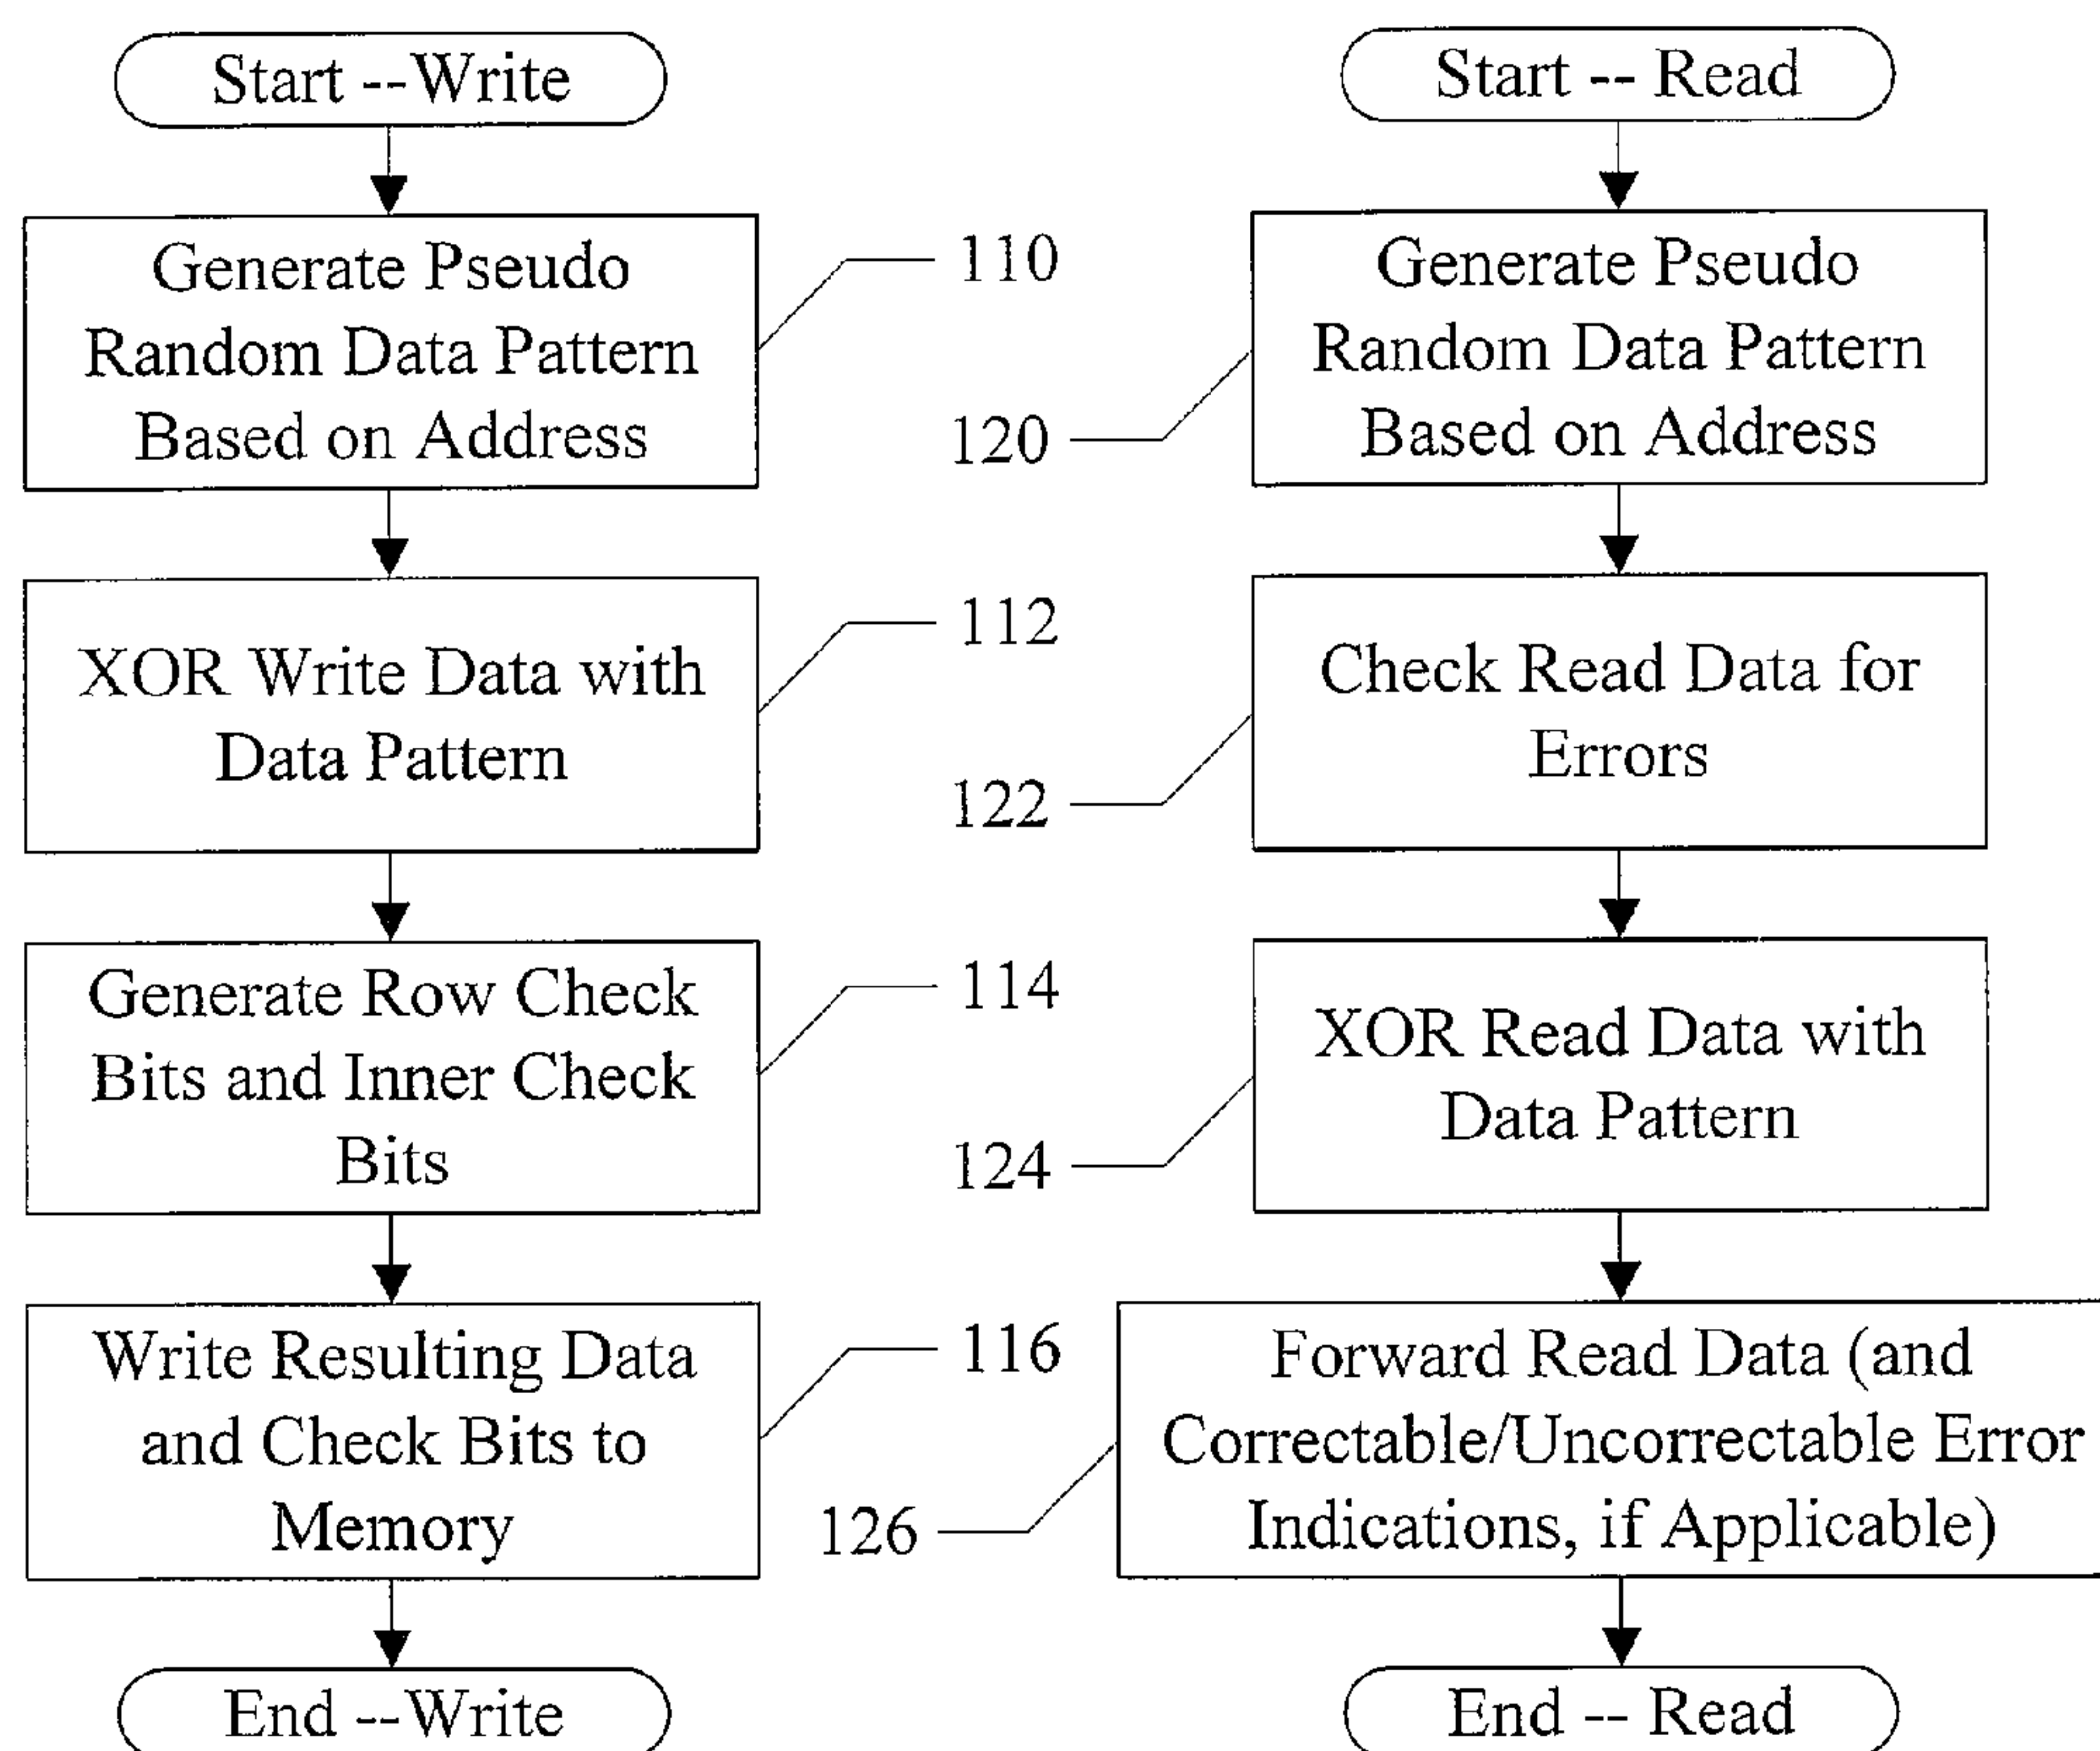 Start --Write
Generate Pseudo
Random Data Pattern
Based on Address
110
XOR Write Data with
Data Pattern
112
Generate Row Check
Bits and Inner Check
Bits
114
Write Resulting Data
and Check Bits to
Memory
116
End --Write
Start -- Read
Generate Pseudo
Random Data Pattern
Based on Address
120
Check Read Data for
Errors
122
XOR Read Data with
Data Pattern
124
Forward Read Data (and
Correctable/Uncorrectable Error
Indications, if Applicable)
126
End -- Read